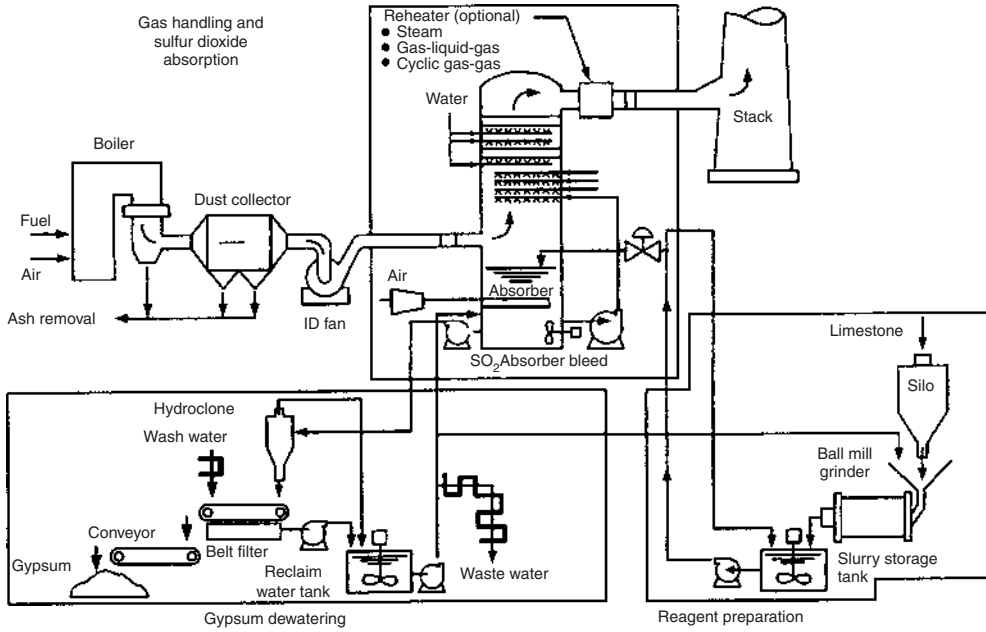 Gas handling and
sulfur dioxide
absorption
Reheater (optional)
Steam
Gas-liquid-gas
Cyclic gas-gas
Water
Stack
Boiler
Dust collector
Fuel
Air
Air
Absorber
Ash removal
ID fan
SO₂Absorber bleed
Limestone
Silo
Hydroclone
Wash water
Ball mill
grinder
Conveyor
Gypsum
Belt filter
Reclaim
water tank
Waste water
Slurry storage
tank
Gypsum dewatering
Reagent preparation